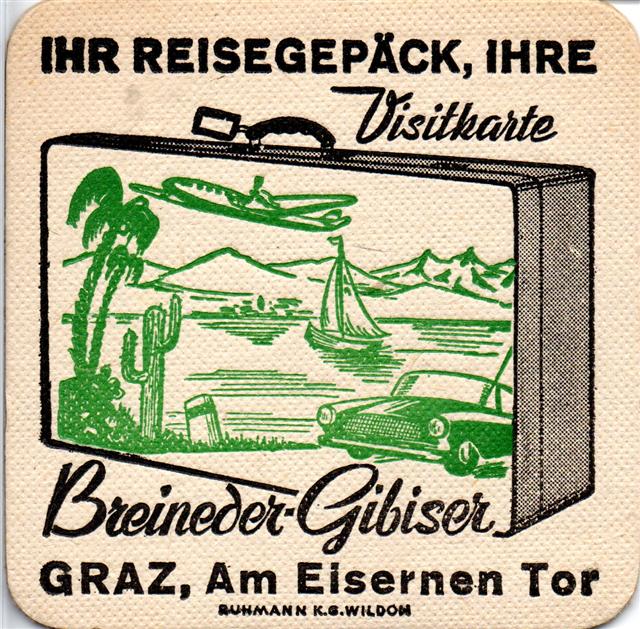 IHR REISEGEPÄCK, IHRE
Visitkarte
Breineder-Gibiser
GRAZ, Am Eisernen Tor
RUHMANN K.G. WILDON